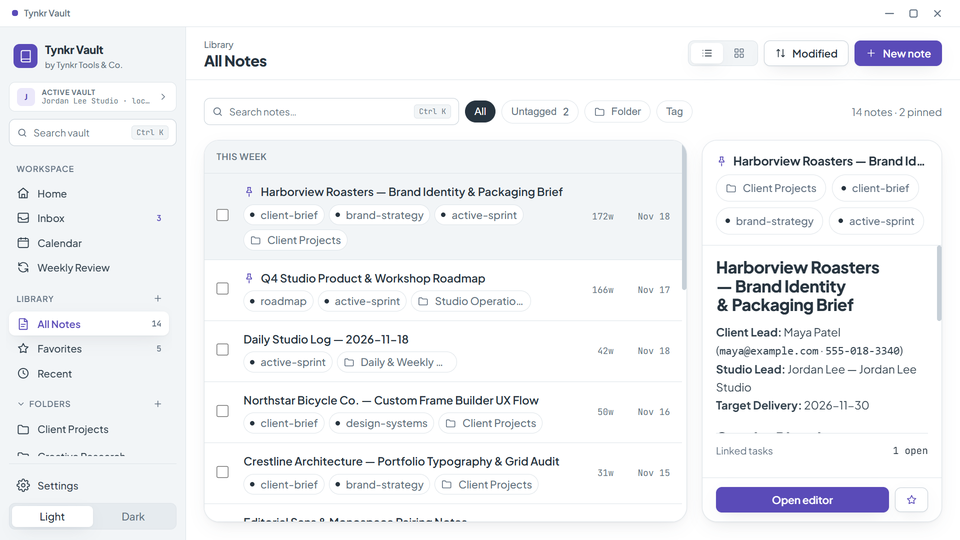 Tynkr Vault
Tynkr Vault
by Tynkr Tools & Co.
J
ACTIVE VAULT
Jordan Lee Studio · loc…
Search vault
Ctrl K
WORKSPACE
Home
Inbox 3
Calendar
Weekly Review
LIBRARY
All Notes 14
Favorites 5
Recent
FOLDERS
Client Projects
Creative Research
Settings
Light Dark
Library
All Notes
Modified
New note
Search notes…
Ctrl K
All
Untagged 2
Folder
Tag
14 notes · 2 pinned
THIS WEEK
Harborview Roasters — Brand Identity & Packaging Brief
client-brief brand-strategy active-sprint
Client Projects
172w Nov 18
Q4 Studio Product & Workshop Roadmap
roadmap active-sprint Studio Operatio…
166w Nov 17
Daily Studio Log — 2026-11-18
active-sprint Daily & Weekly …
42w Nov 18
Northstar Bicycle Co. — Custom Frame Builder UX Flow
client-brief design-systems Client Projects
50w Nov 16
Crestline Architecture — Portfolio Typography & Grid Audit
client-brief brand-strategy Client Projects
31w Nov 15
Editorial Sans & Monospace Pairing Notes
Harborview Roasters — Brand Id…
Client Projects client-brief
brand-strategy active-sprint
Harborview Roasters
— Brand Identity
& Packaging Brief
Client Lead: Maya Patel
(maya@example.com · 555-018-3340)
Studio Lead: Jordan Lee — Jordan Lee
Studio
Target Delivery: 2026-11-30
Linked tasks 1 open
Open editor